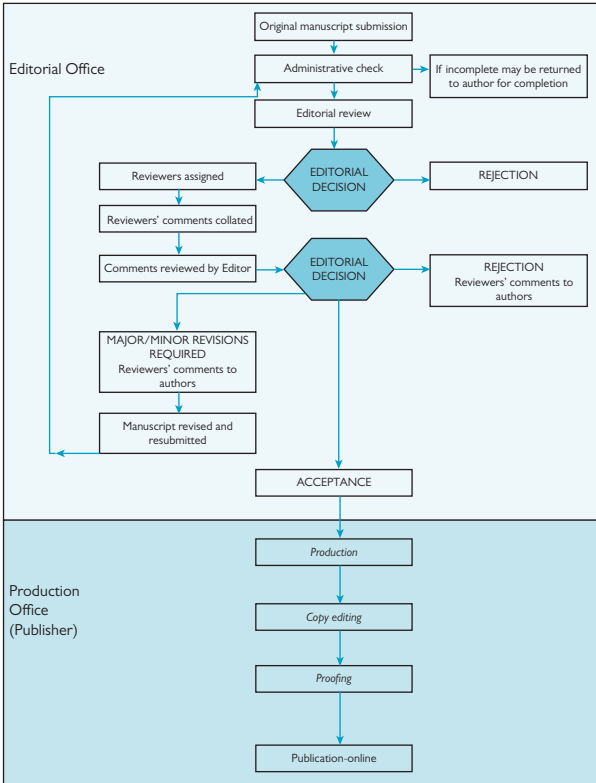 Original manuscript submission
Editorial Office
Administrative check
If incomplete may be returned
to author for completion
Editorial review
Reviewers assigned
EDITORIAL
DECISION
REJECTION
Reviewers' comments collated
Comments reviewed by Editor
EDITORIAL
DECISION
REJECTION
Reviewers' comments to
authors
MAJOR/MINOR REVISIONS
REQUIRED
Reviewers' comments to
authors
Manuscript revised and
resubmitted
ACCEPTANCE
Production
Office
(Publisher)
Production
Copy editing
Proofing
Publication-online